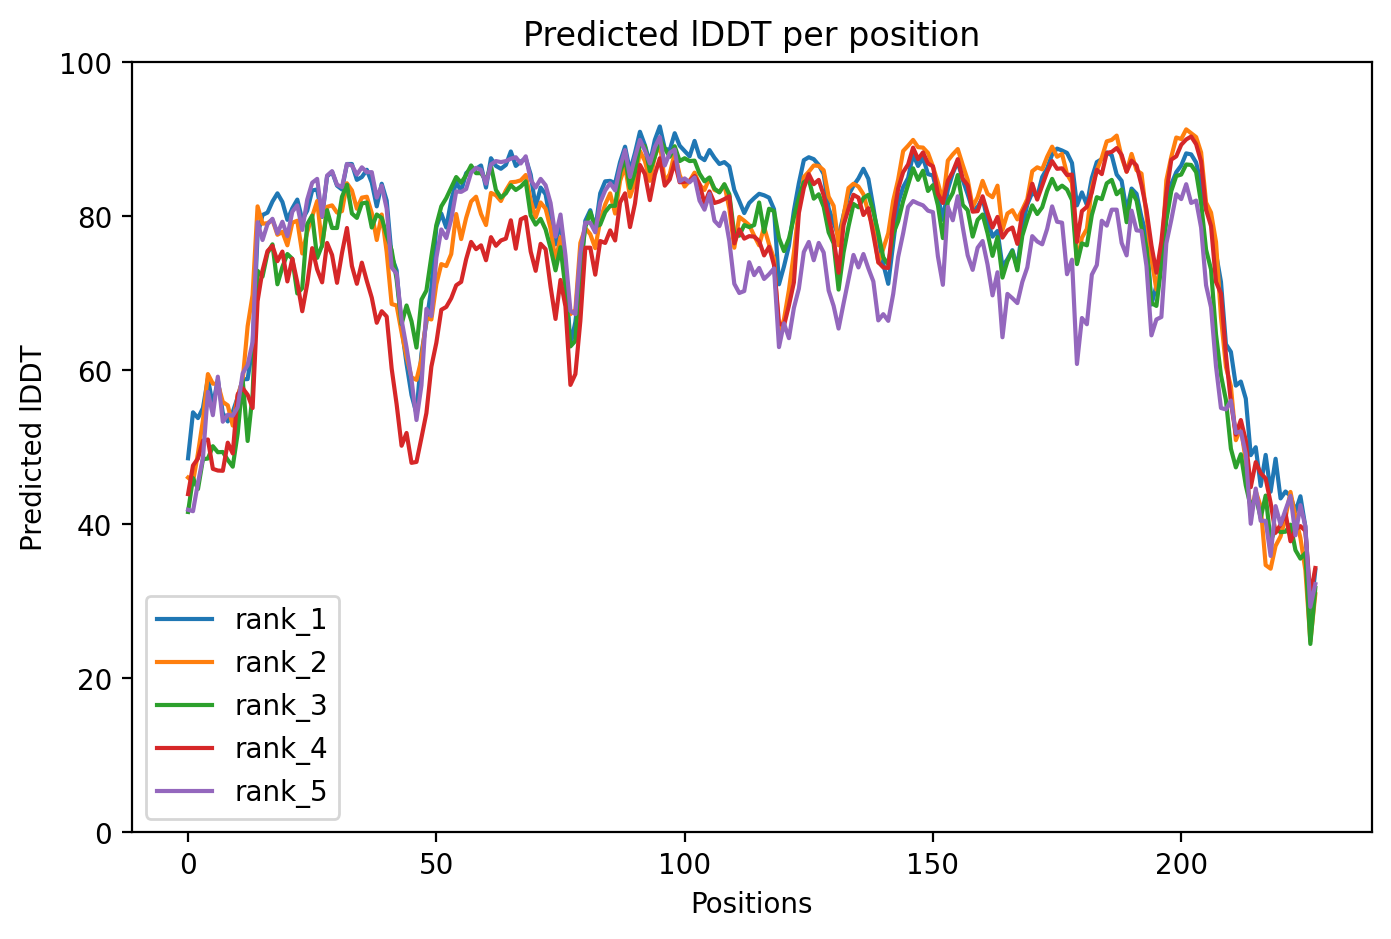 Predicted lDDT per position
100
80
60
40
20
0
Predicted lDDT
0 50 100 150 200
Positions
rank_1
rank_2
rank_3
rank_4
rank_5